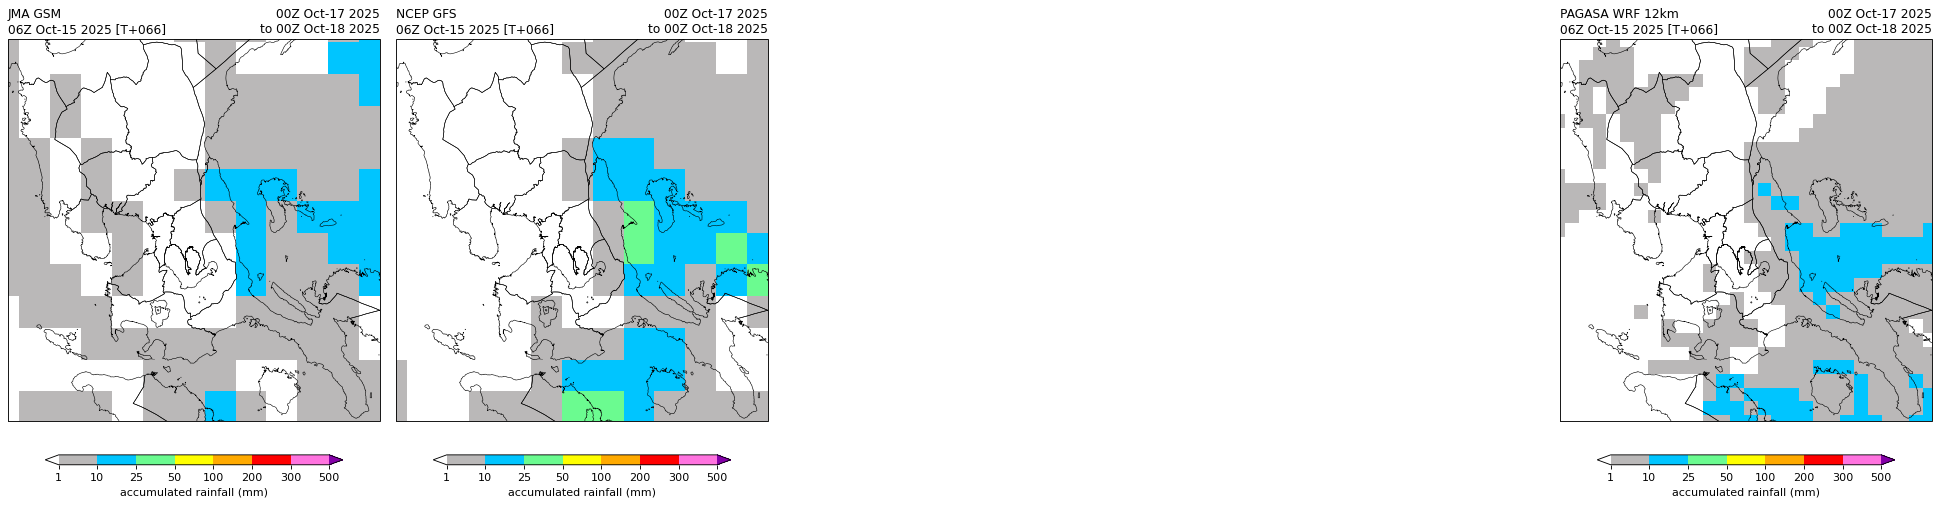 JMA GSM 00Z Oct-17 2025
06Z Oct-15 2025 [T+066] to 00Z Oct-18 2025
1 10 25 50 100 200 300 500
accumulated rainfall (mm)
NCEP GFS 00Z Oct-17 2025
06Z Oct-15 2025 [T+066] to 00Z Oct-18 2025
1 10 25 50 100 200 300 500
accumulated rainfall (mm)
PAGASA WRF 12km 00Z Oct-17 2025
06Z Oct-15 2025 [T+066] to 00Z Oct-18 2025
1 10 25 50 100 200 300 500
accumulated rainfall (mm)